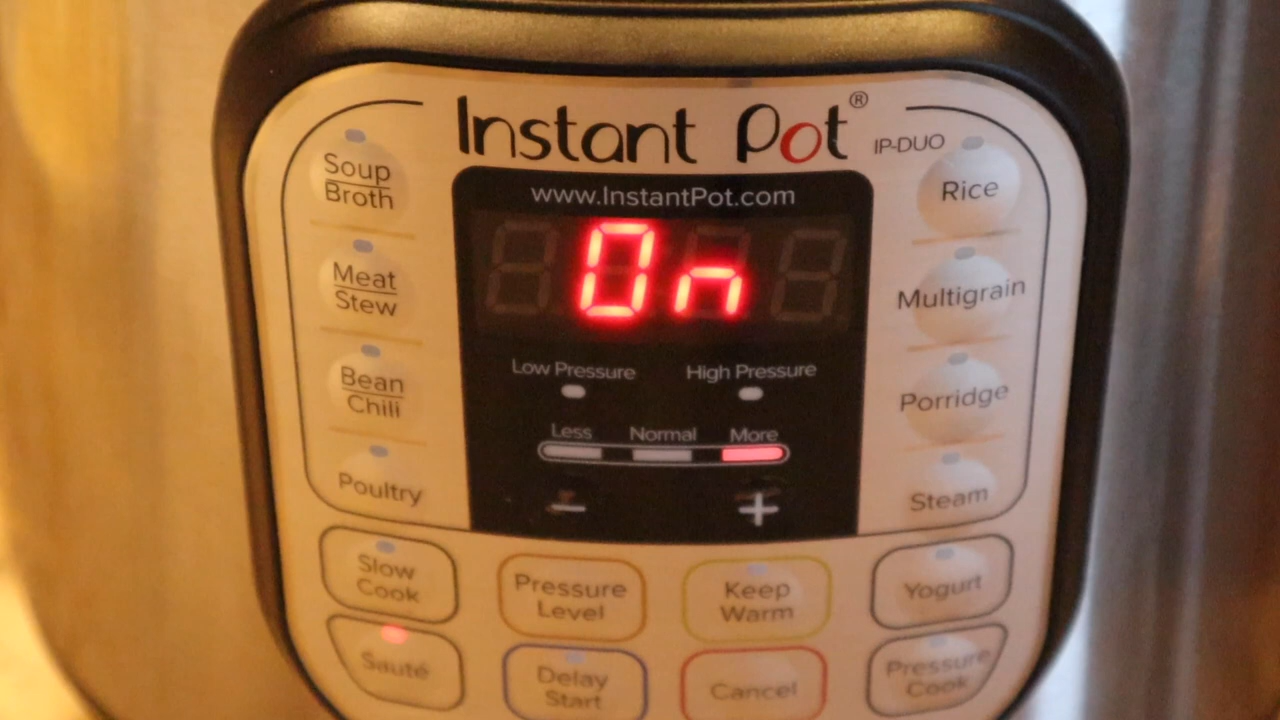 Instant Pot®
IP-DUO
www.InstantPot.com
On
Soup
Broth
Meat
Stew
Bean
Chili
Poultry
Rice
Multigrain
Porridge
Steam
Low Pressure
High Pressure
Less
Normal
More
−
+
Slow
Cook
Pressure
Level
Keep
Warm
Yogurt
Sauté
Delay
Start
Cancel
Pressure
Cook